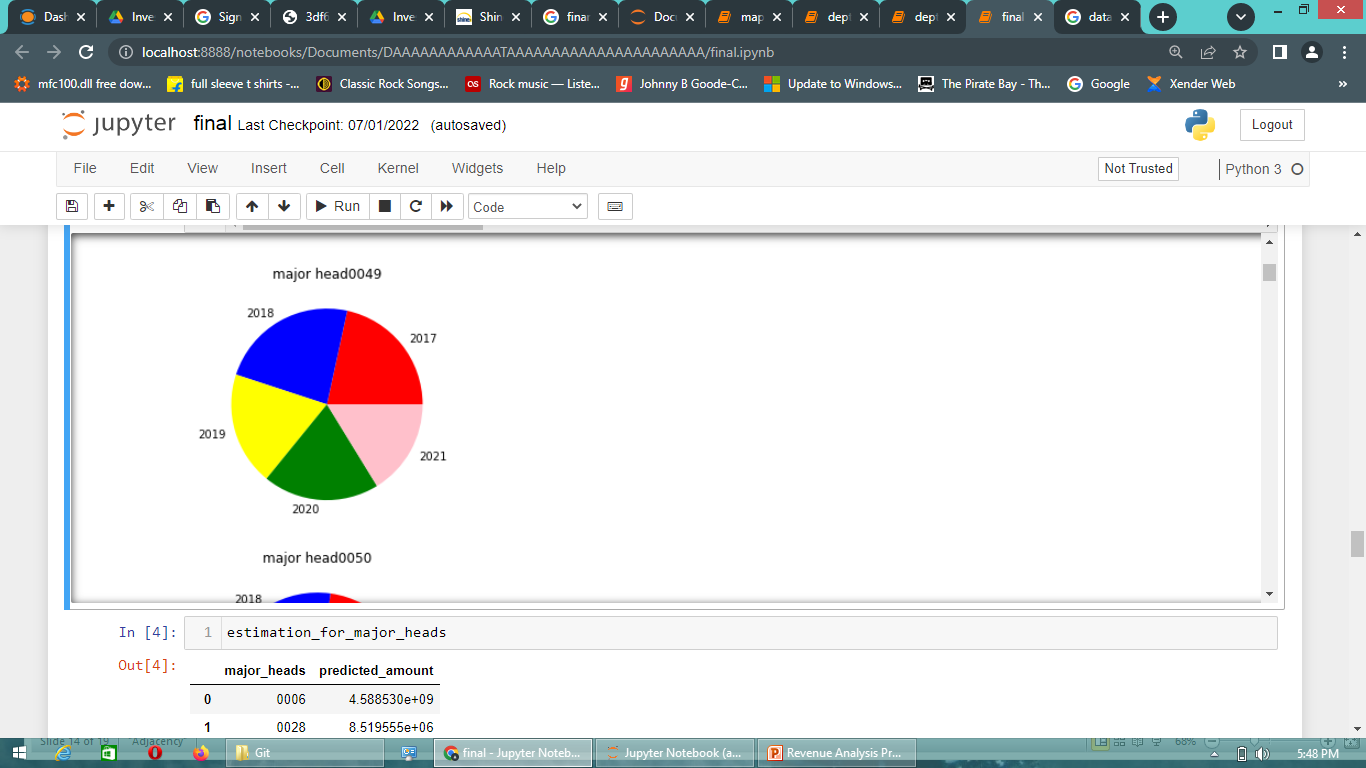 Dash Inve Sign 3df6 Inve Shin finar Doc map dept dept final data
localhost:8888/notebooks/Documents/DAAAAAAAAAAAATAAAAAAAAAAAAAAAAAAAAAA/final.ipynb
mfc100.dll free dow... full sleeve t shirts -... Classic Rock Songs... Rock music — Liste... Johnny B Goode-C... Update to Windows... The Pirate Bay - Th... Google Xender Web »
jupyter final Last Checkpoint: 07/01/2022 (autosaved) Logout
File Edit View Insert Cell Kernel Widgets Help Not Trusted Python 3
Run Code
major head0049
2018
2017
2019
2021
2020
major head0050
2018
In [4]: 1 estimation_for_major_heads
Out[4]:
major_heads predicted_amount
0 0006 4.588530e+09
1 0028 8.519555e+06
Slide 14 of 19 "Adjacency" 68%
Git final - Jupyter Noteb... Jupyter Notebook (a... Revenue Analysis Pr... 5:48 PM